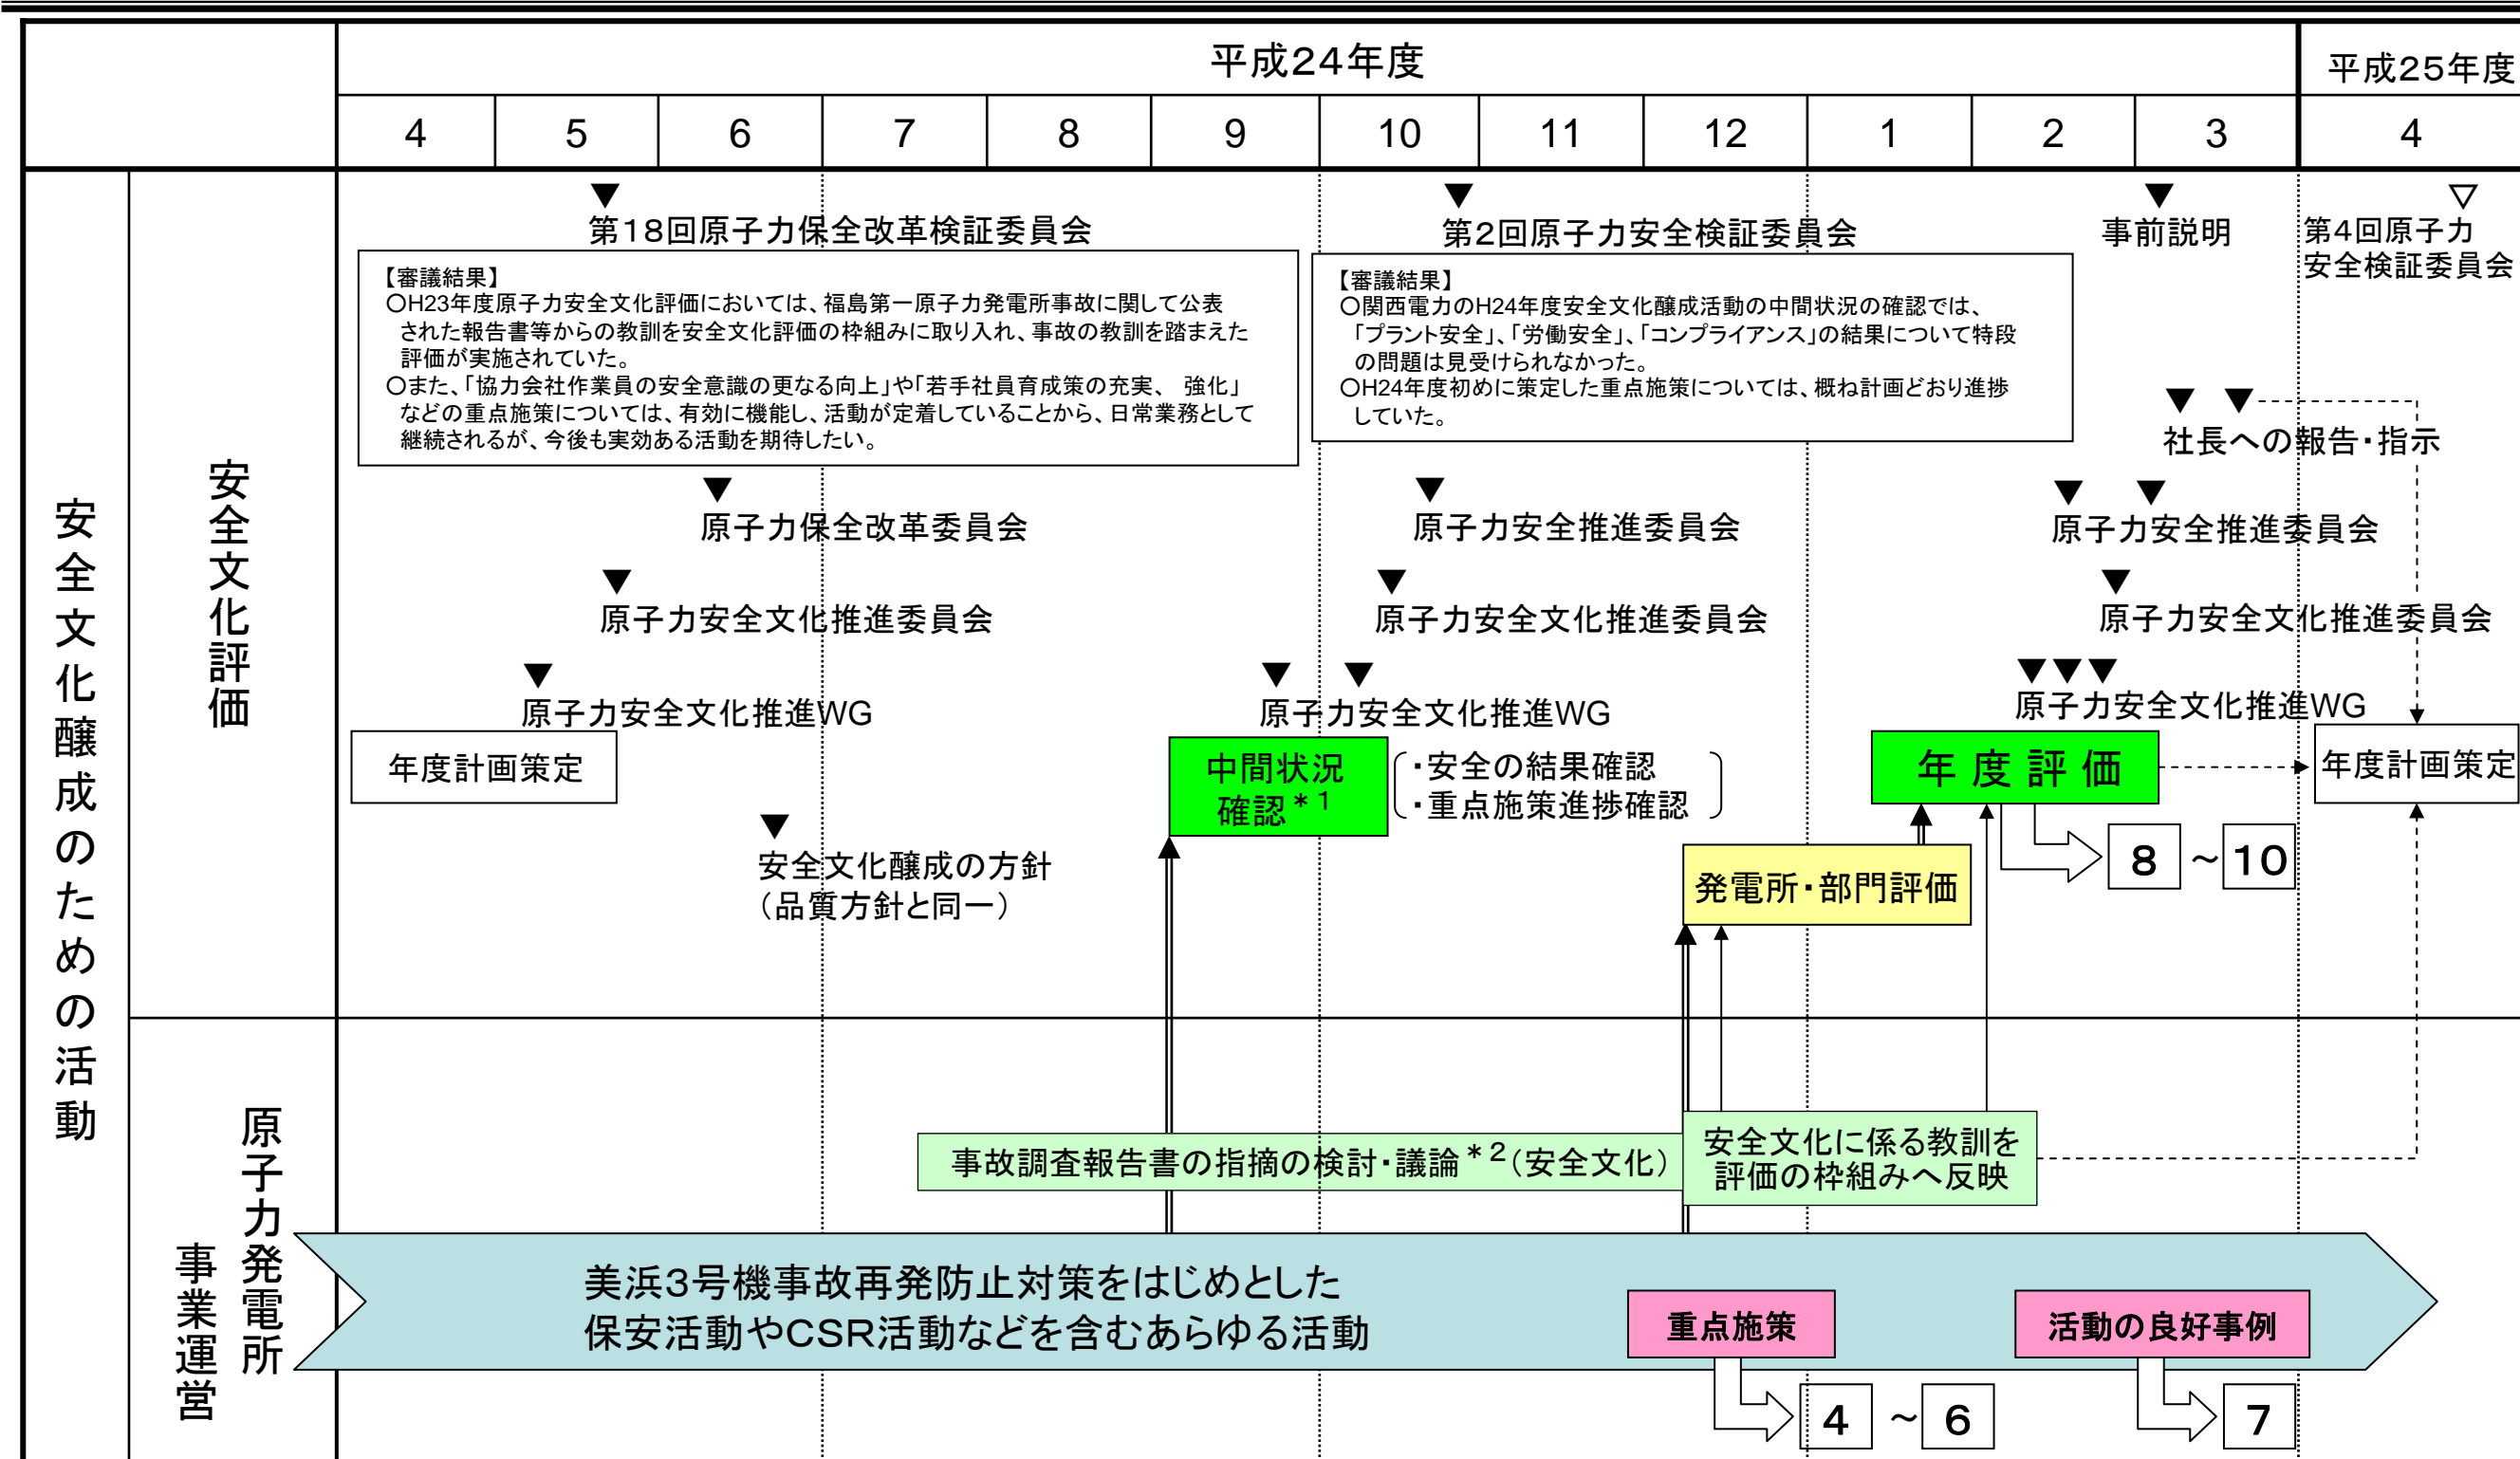 平成24年度
平成25年度
4
5
6
7
8
9
10
11
12
1
2
3
4
安全文化醸成のための活動
安全文化評価
第18回原子力保全改革検証委員会
第2回原子力安全検証委員会
事前説明
第4回原子力
安全検証委員会
【審議結果】
○H23年度原子力安全文化評価においては、福島第一原子力発電所事故に関して公表
された報告書等からの教訓を安全文化評価の枠組みに取り入れ、事故の教訓を踏まえた
評価が実施されていた。
○また、「協力会社作業員の安全意識の更なる向上」や「若手社員育成策の充実、 強化」
などの重点施策については、有効に機能し、活動が定着していることから、日常業務として
継続されるが、今後も実効ある活動を期待したい。
【審議結果】
○関西電力のH24年度安全文化醸成活動の中間状況の確認では、
「プラント安全」、「労働安全」、「コンプライアンス」の結果について特段
の問題は見受けられなかった。
○H24年度初めに策定した重点施策については、概ね計画どおり進捗
していた。
社長への報告・指示
原子力保全改革委員会
原子力安全推進委員会
原子力安全推進委員会
原子力安全文化推進委員会
原子力安全文化推進委員会
原子力安全文化推進委員会
原子力安全文化推進WG
原子力安全文化推進WG
原子力安全文化推進WG
年度計画策定
中間状況
確認＊1
・安全の結果確認
・重点施策進捗確認
年度評価
年度計画策定
安全文化醸成の方針
（品質方針と同一）
発電所・部門評価
8 ～ 10
原子力発電所
事業運営
事故調査報告書の指摘の検討・議論＊2（安全文化）
安全文化に係る教訓を
評価の枠組みへ反映
美浜3号機事故再発防止対策をはじめとした
保安活動やCSR活動などを含むあらゆる活動
重点施策
活動の良好事例
4 ～ 6
7